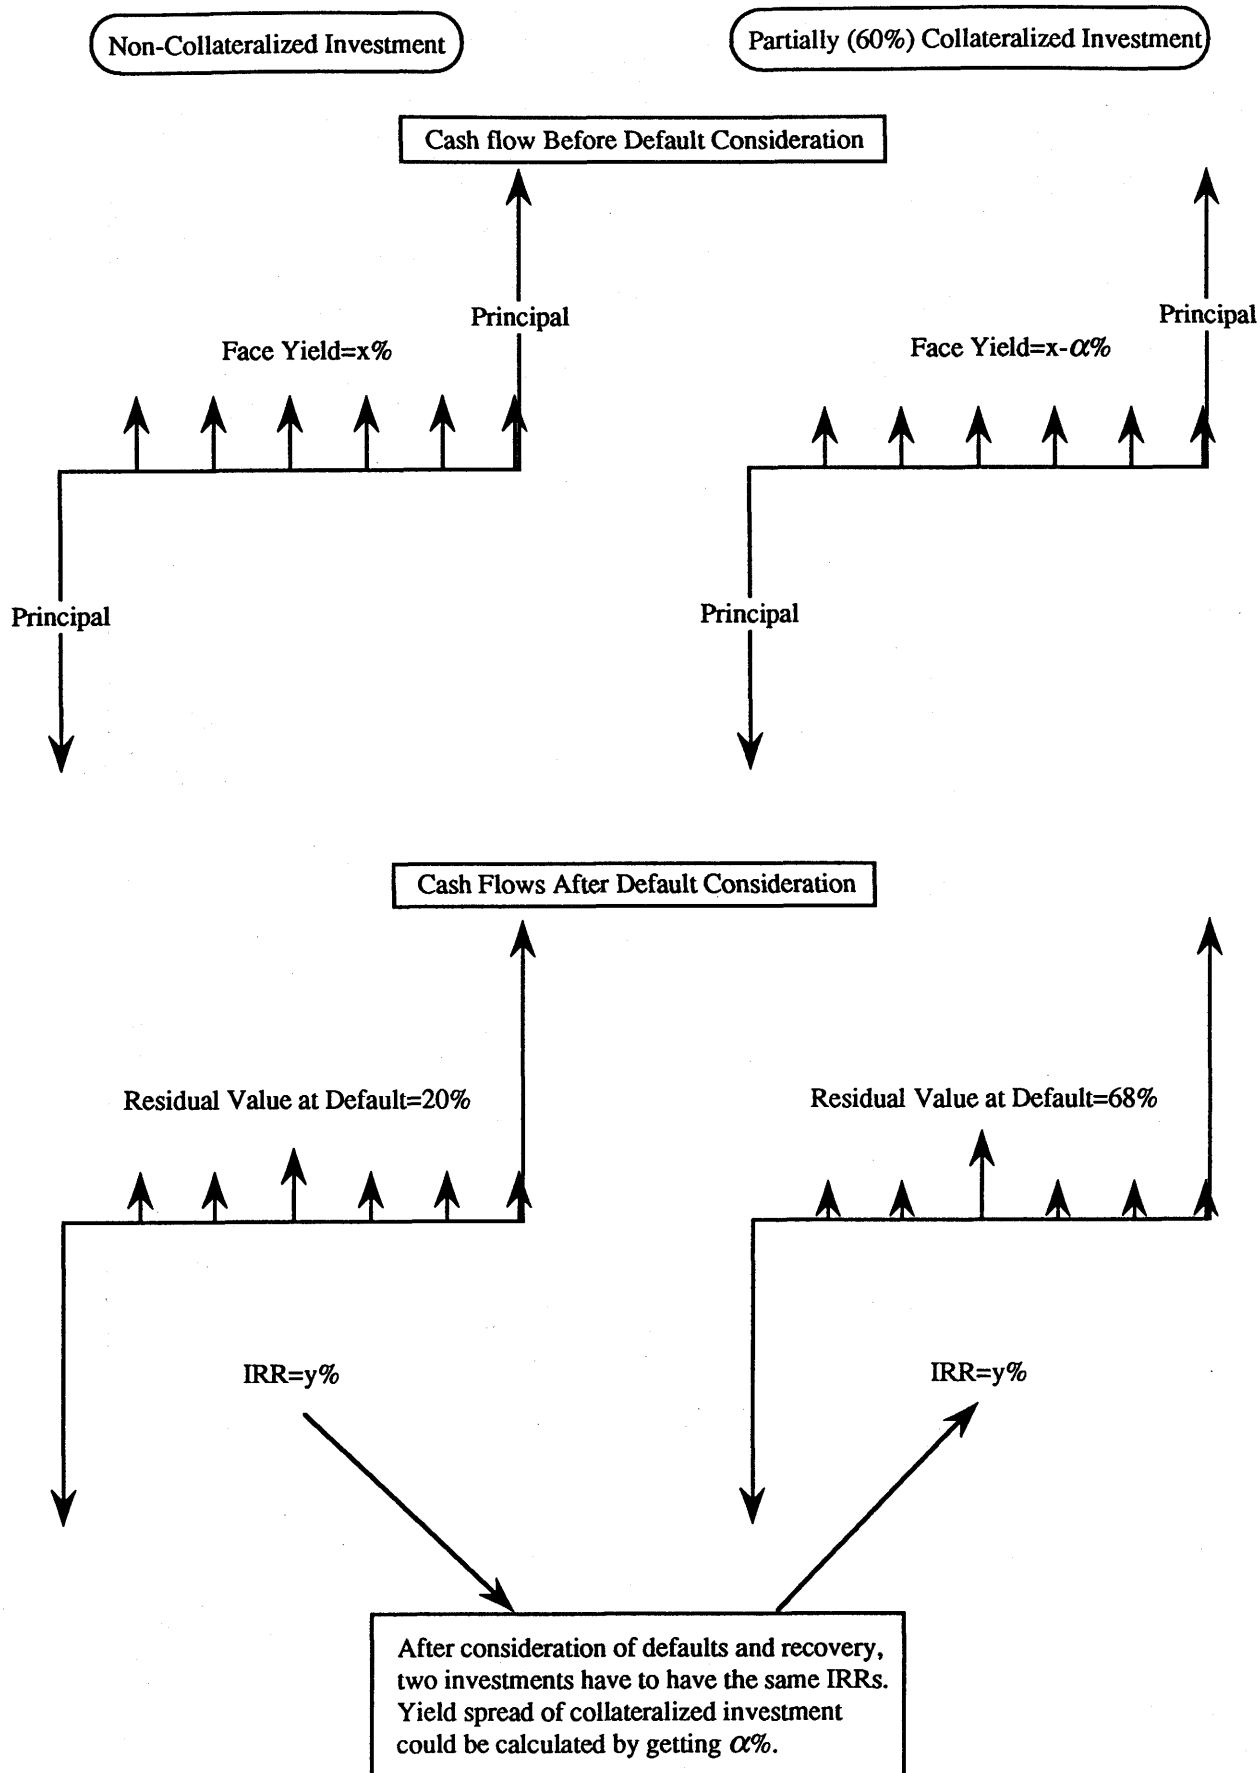 Non-Collateralized Investment
Partially (60%) Collateralized Investment
Cash flow Before Default Consideration
Principal
Principal
Face Yield=x%
Face Yield=x-α%
Principal
Principal
Cash Flows After Default Consideration
Residual Value at Default=20%
Residual Value at Default=68%
IRR=y%
IRR=y%
After consideration of defaults and recovery,
two investments have to have the same IRRs.
Yield spread of collateralized investment
could be calculated by getting α%.